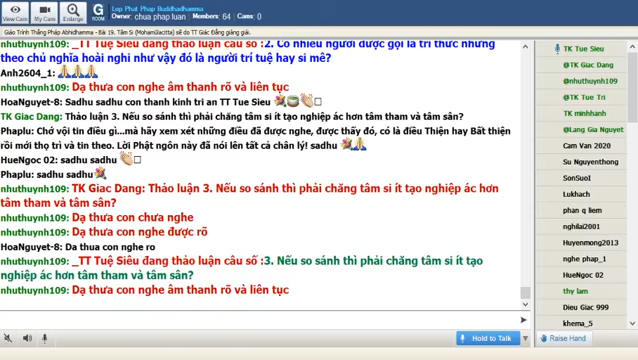 View Cam
My Cam
Enlarge
G
ROOM
Lop Phat Phap Buddhadhamma
Owner: chua phap luan Members: 64 Cams: 0
Giáo Trình Thắng Pháp Abhidhamma - Bài 19. Tâm Si (Mohamūlacitta) sẽ do TT Giác Đẳng giảng giải.
nhuthuynh109: _TT Tuệ Siêu đang thảo luận câu số :2. Có nhiều người được gọi là trí thức nhưng
theo chủ nghĩa hoài nghi như vậy đó là người trí tuệ hay si mê?
Anh2604_1:
nhuthuynh109: Dạ thưa con nghe âm thanh rõ và liên tục
HoaNguyet-8: Sadhu sadhu con thanh kinh tri an TT Tue Sieu
TK Giac Dang: Thảo luận 3. Nếu so sánh thì phải chăng tâm si ít tạo nghiệp ác hơn tâm tham và tâm sân?
Phaplu: Chớ vội tin điều gì...mà hãy xem xét những điều đã được nghe, được thấy đó, có là điều Thiện hay Bất thiện
rồi mới thọ trì và tin theo. Lời Phật ngôn này đã nói lên tất cả chân lý! sadhu
HueNgoc 02: sadhu sadhu
Phaplu: sadhu sadhu
nhuthuynh109: TK Giac Dang: Thảo luận 3. Nếu so sánh thì phải chăng tâm si ít tạo nghiệp ác hơn
tâm tham và tâm sân?
nhuthuynh109: Dạ thưa con chưa nghe
nhuthuynh109: Dạ thưa con nghe được rõ
HoaNguyet-8: Da thua con nghe ro
nhuthuynh109: _TT Tuệ Siêu đang thảo luận câu số :3. Nếu so sánh thì phải chăng tâm si ít tạo
nghiệp ác hơn tâm tham và tâm sân?
nhuthuynh109: Dạ thưa con nghe âm thanh rõ và liên tục
Hold to Talk
TK Tue Sieu
@TK Giac Dang
@nhuthuynh109
@TK Tue Tri
TK minhhanh
@Lang Gia Nguyet
Cam Van 2020
Su Nguyenthong
SonSuoI
Lukhach
phan q liem
nghilai2001
Huyenmong2013
nghe phap_1
HueNgoc 02
thy lam
Dieu Giac 999
khema_5
Raise Hand